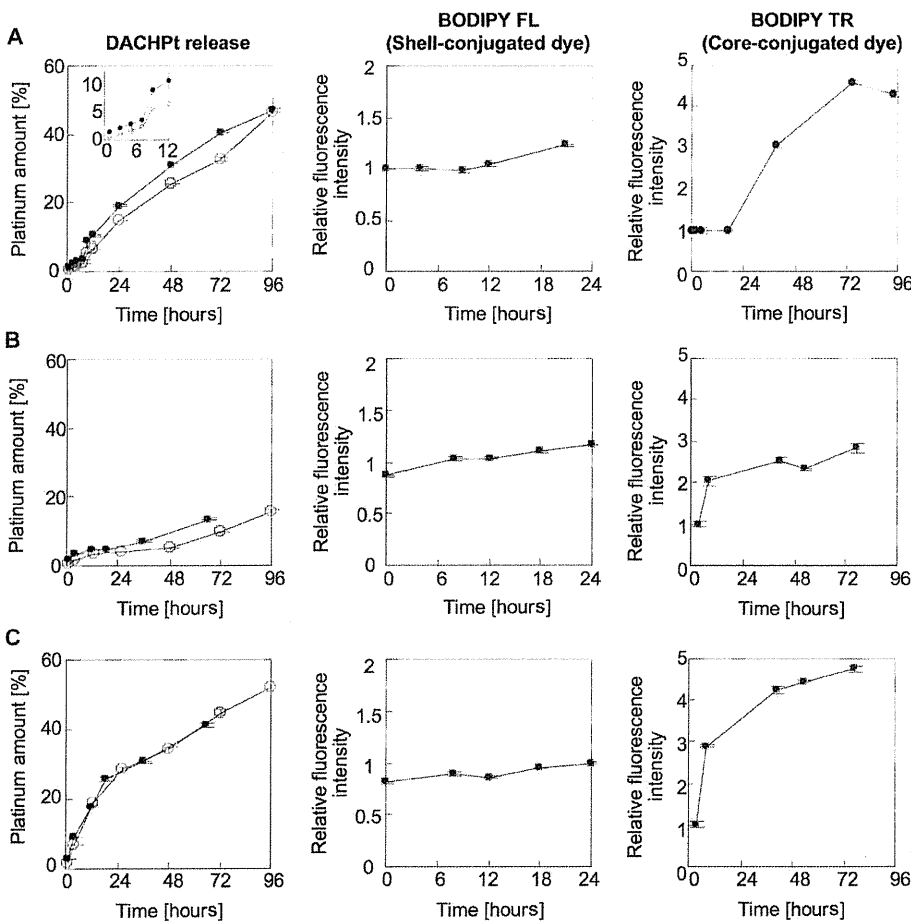 A
DACHPt release
BODIPY FL
(Shell-conjugated dye)
BODIPY TR
(Core-conjugated dye)
Platinum amount [%]
60
40
20
0
10
5
0
0 6 12
0 24 48 72 96
Time [hours]
Relative fluorescence
intensity
2
1.5
1
0.5
0
0 6 12 18 24
Time [hours]
Relative fluorescence
intensity
5
4
3
2
1
0
0 24 48 72 96
Time [hours]
B
Platinum amount [%]
60
40
20
0
0 24 48 72 96
Time [hours]
Relative fluorescence
intensity
2
1.5
1
0.5
0
0 6 12 18 24
Time [hours]
Relative fluorescence
intensity
5
4
3
2
1
0
0 24 48 72 96
Time [hours]
C
Platinum amount [%]
60
40
20
0
0 24 48 72 96
Time [hours]
Relative fluorescence
intensity
2
1.5
1
0.5
0
0 6 12 18 24
Time [hours]
Relative fluorescence
intensity
5
4
3
2
1
0
0 24 48 72 96
Time [hours]